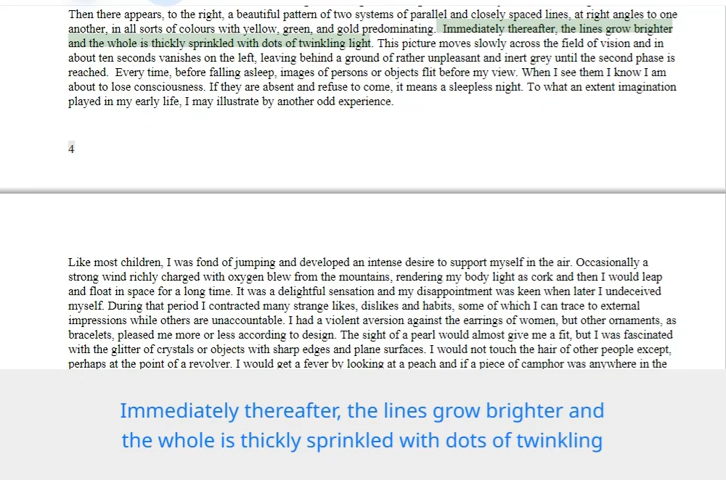 Then there appears, to the right, a beautiful pattern of two systems of parallel and closely spaced lines, at right angles to one
another, in all sorts of colours with yellow, green, and gold predominating. Immediately thereafter, the lines grow brighter
and the whole is thickly sprinkled with dots of twinkling light. This picture moves slowly across the field of vision and in
about ten seconds vanishes on the left, leaving behind a ground of rather unpleasant and inert grey until the second phase is
reached. Every time, before falling asleep, images of persons or objects flit before my view. When I see them I know I am
about to lose consciousness. If they are absent and refuse to come, it means a sleepless night. To what an extent imagination
played in my early life, I may illustrate by another odd experience.
4
Like most children, I was fond of jumping and developed an intense desire to support myself in the air. Occasionally a
strong wind richly charged with oxygen blew from the mountains, rendering my body light as cork and then I would leap
and float in space for a long time. It was a delightful sensation and my disappointment was keen when later I undeceived
myself. During that period I contracted many strange likes, dislikes and habits, some of which I can trace to external
impressions while others are unaccountable. I had a violent aversion against the earrings of women, but other ornaments, as
bracelets, pleased me more or less according to design. The sight of a pearl would almost give me a fit, but I was fascinated
with the glitter of crystals or objects with sharp edges and plane surfaces. I would not touch the hair of other people except,
perhaps at the point of a revolver. I would get a fever by looking at a peach and if a piece of camphor was anywhere in the
Immediately thereafter, the lines grow brighter and
the whole is thickly sprinkled with dots of twinkling